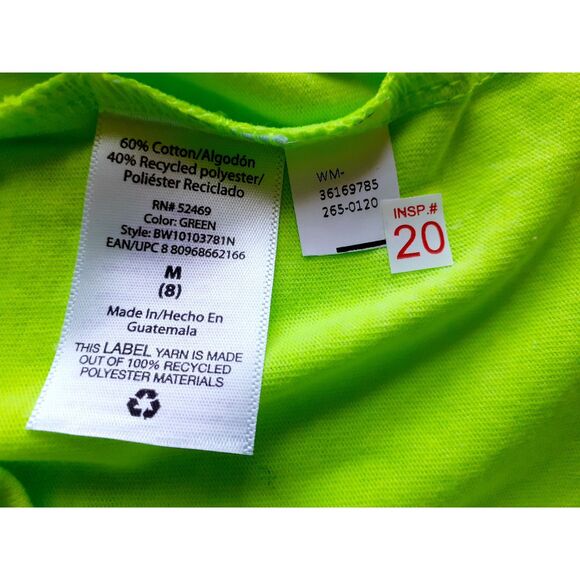 60% Cotton/Algodón
40% Recycled polyester/
Poliéster Reciclado
RN# 52469
Color: GREEN
Style: BW10103781N
EAN/UPC 8 80968662166
M
(8)
Made In/Hecho En
Guatemala
THIS LABEL YARN IS MADE
OUT OF 100% RECYCLED
POLYESTER MATERIALS
WM-
36169785
265-0120
INSP.#
20